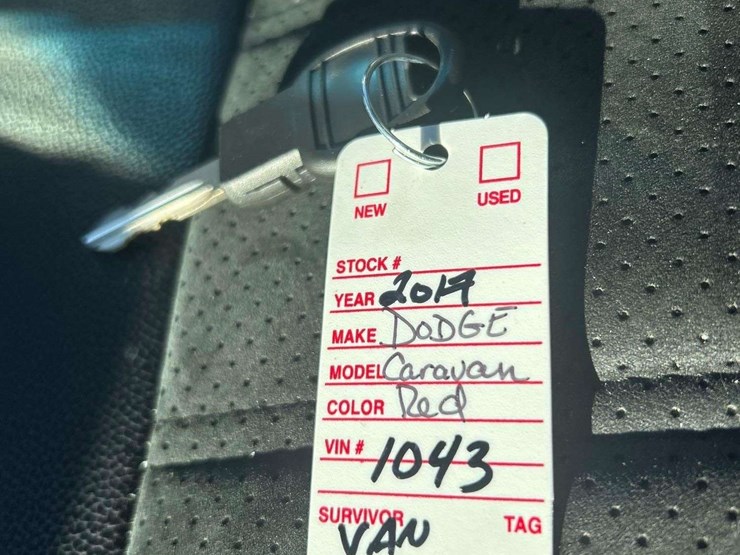 NEW USED
STOCK #
YEAR 2017
MAKE DODGE
MODEL Caravan
COLOR Red
VIN # 1043
SURVIVOR TAG
VAN